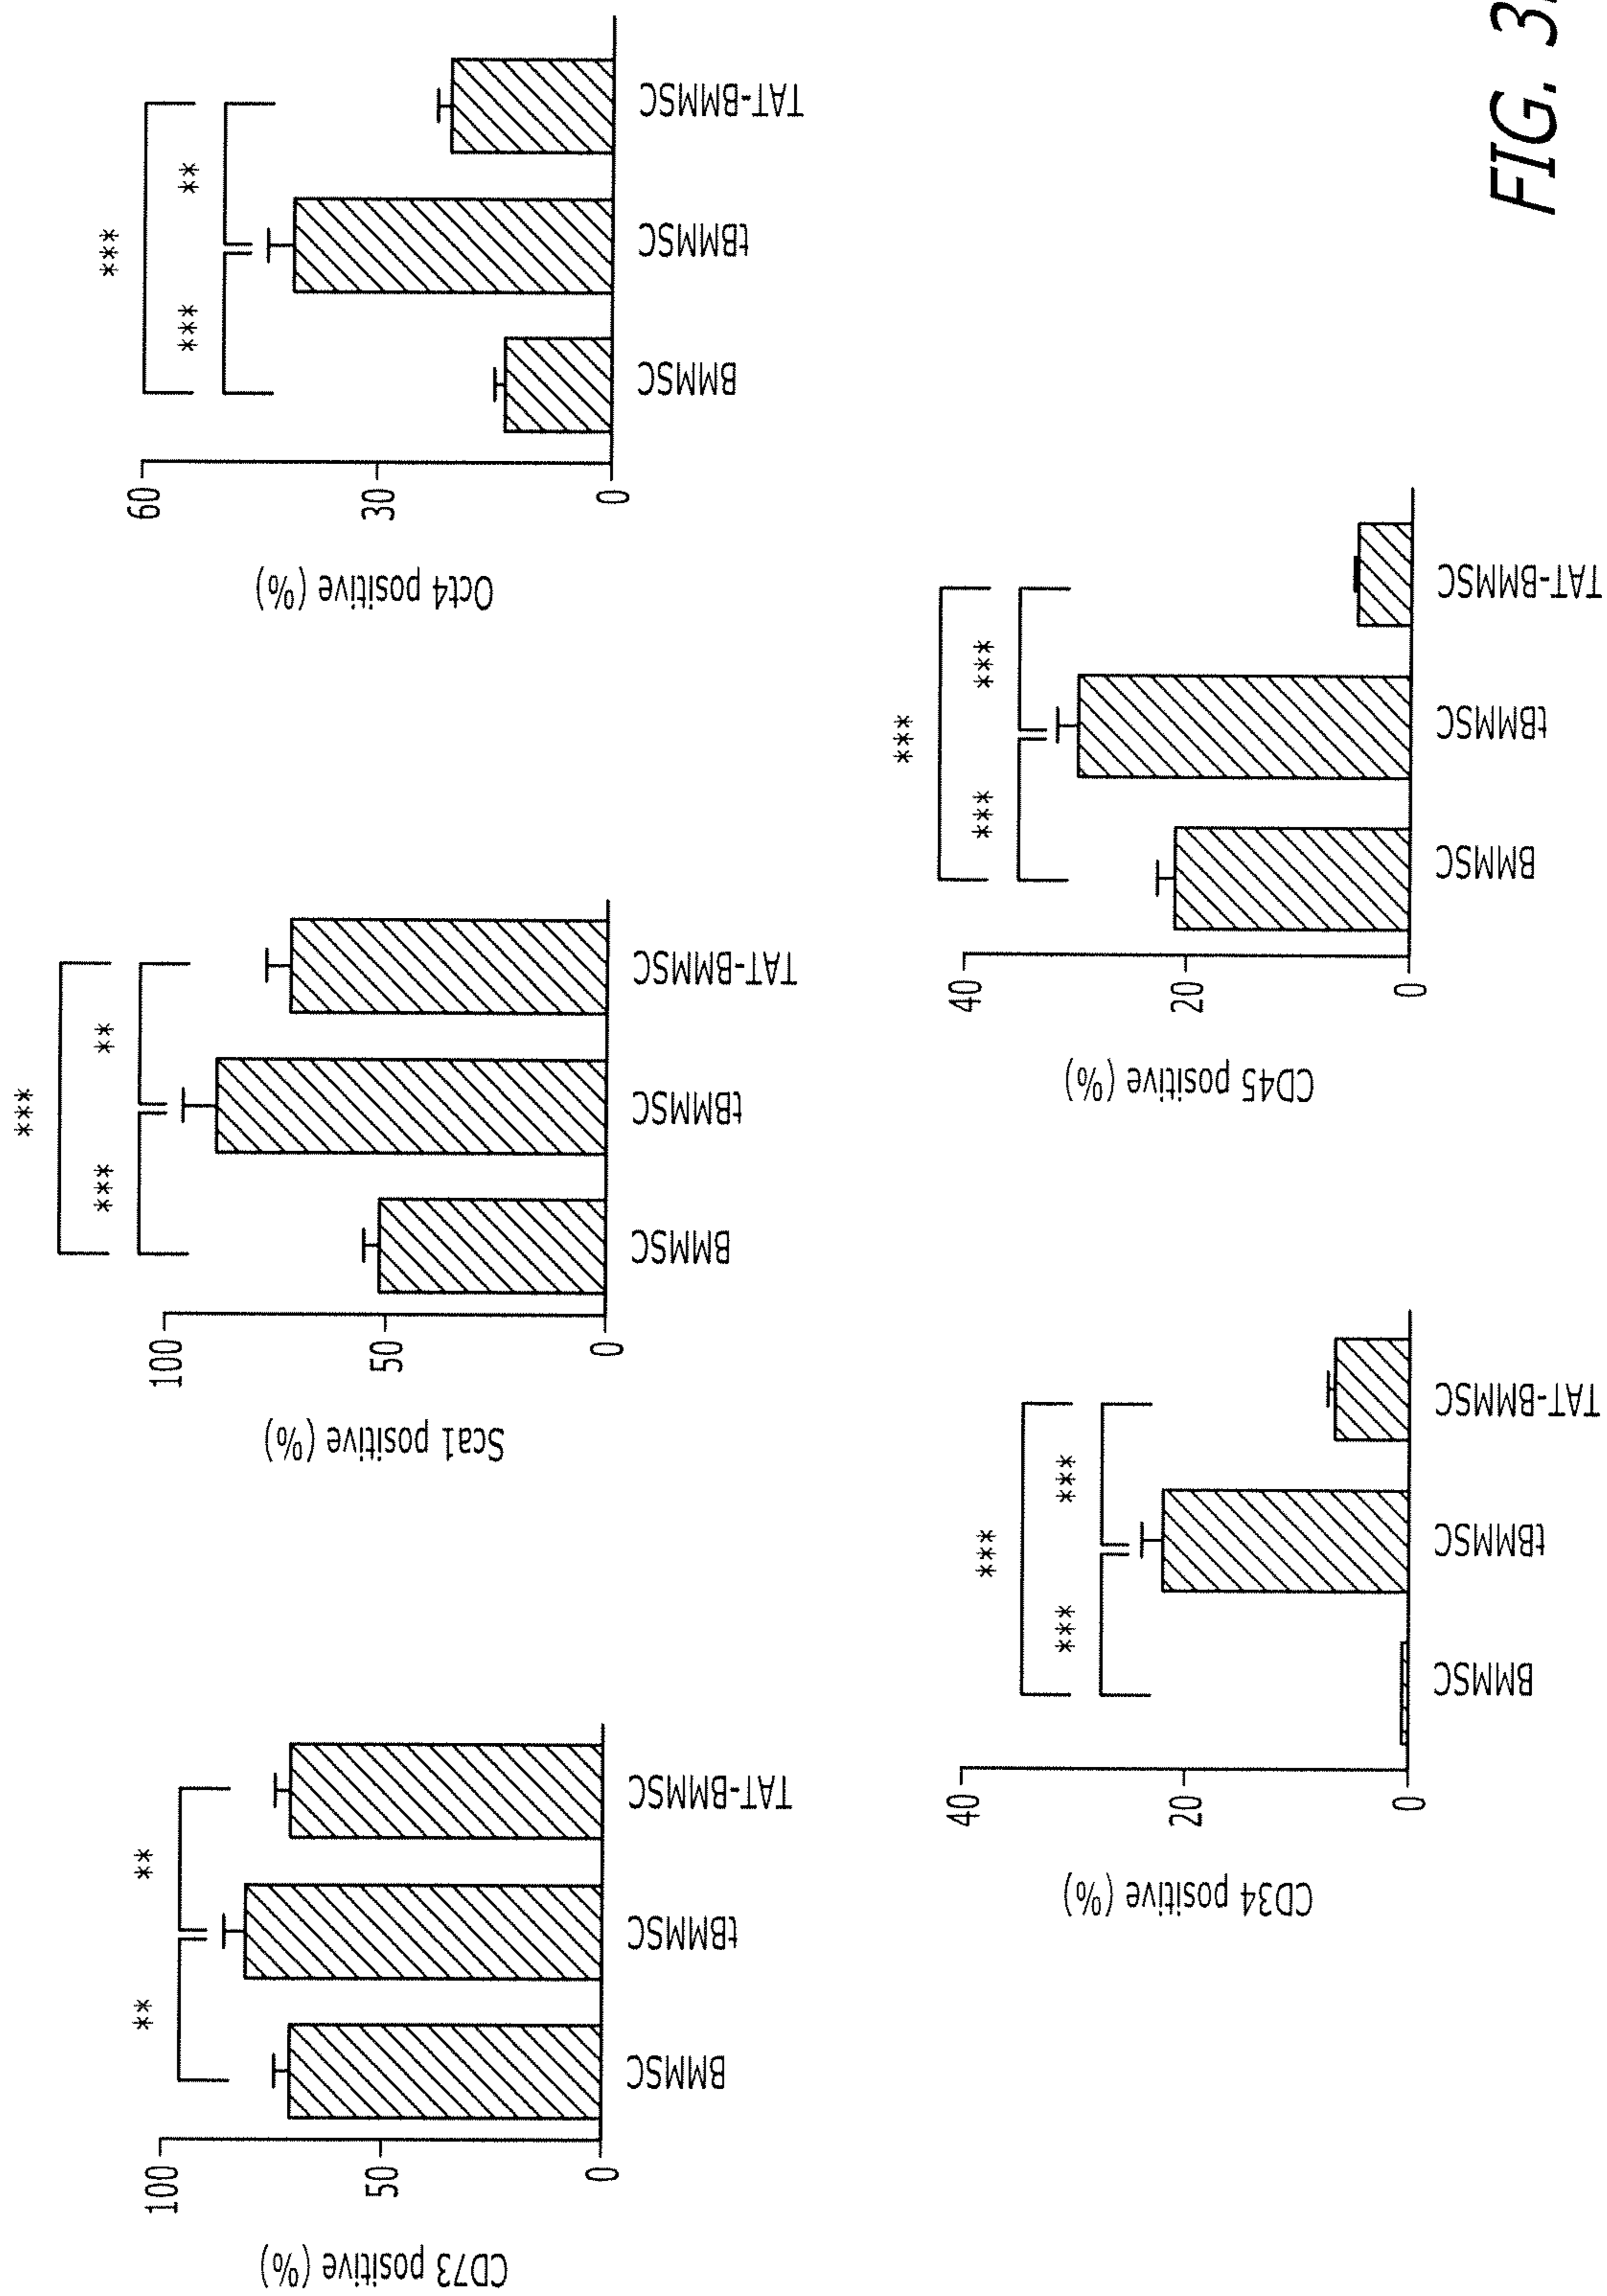 CD73 positive (%)
** **
100
50
0
BMMSC tBMMSC TAT-BMMSC
Sca1 positive (%)
***
*** **
100
50
0
BMMSC tBMMSC TAT-BMMSC
Oct4 positive (%)
***
*** **
60
30
0
BMMSC tBMMSC TAT-BMMSC
CD34 positive (%)
***
*** ***
40
20
0
BMMSC tBMMSC TAT-BMMSC
CD45 positive (%)
***
*** ***
40
20
0
BMMSC tBMMSC TAT-BMMSC
FIG.